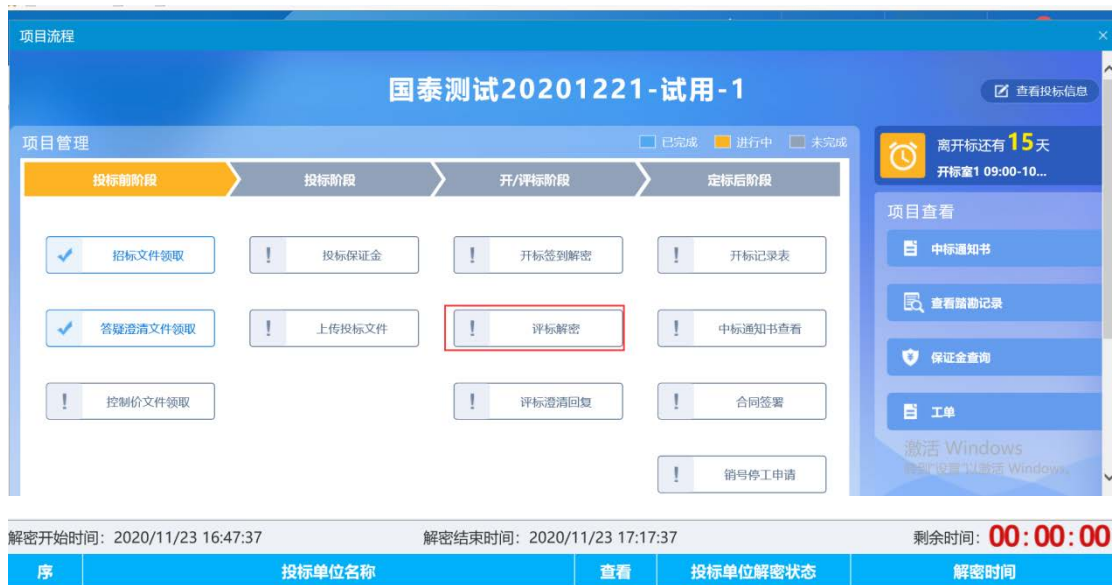 项目流程
国泰测试20201221-试用-1
查看投标信息
项目管理
已完成 进行中 未完成
离开标还有15天
开标室1 09:00-10...
投标前阶段 投标阶段 开/评标阶段 定标后阶段
项目查看
招标文件领取 投标保证金 开标签到解密 开标记录表
中标通知书
答疑澄清文件领取 上传投标文件 评标解密 中标通知书查看
查看踏勘记录
保证金查询
控制价文件领取 评标澄清回复 合同签署
工单
激活 Windows
转到"设置"以激活 Windows。
销号停工申请
解密开始时间：2020/11/23 16:47:37 解密结束时间：2020/11/23 17:17:37 剩余时间：00:00:00
序 投标单位名称 查看 投标单位解密状态 解密时间